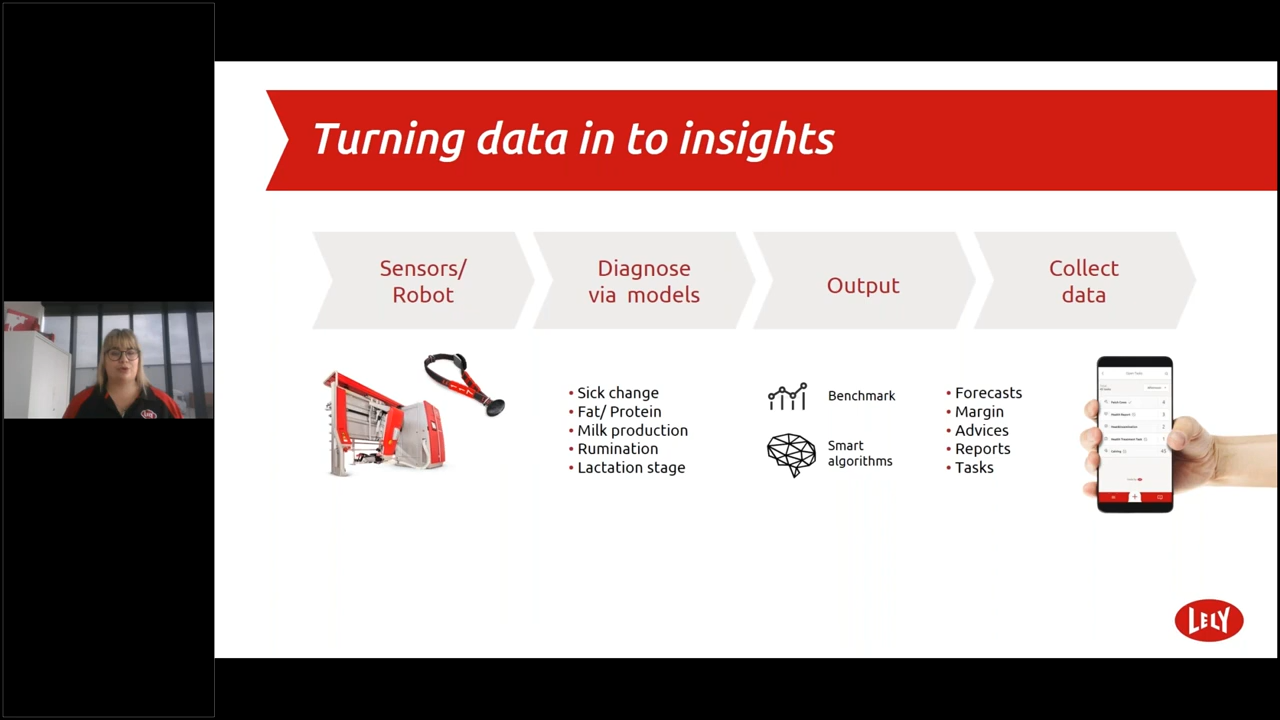 Turning data in to insights
Sensors/
Robot
Diagnose
via models
Output
Collect
data
• Sick change
• Fat/ Protein
• Milk production
• Rumination
• Lactation stage
Benchmark
Smart
algorithms
• Forecasts
• Margin
• Advices
• Reports
• Tasks
LELY